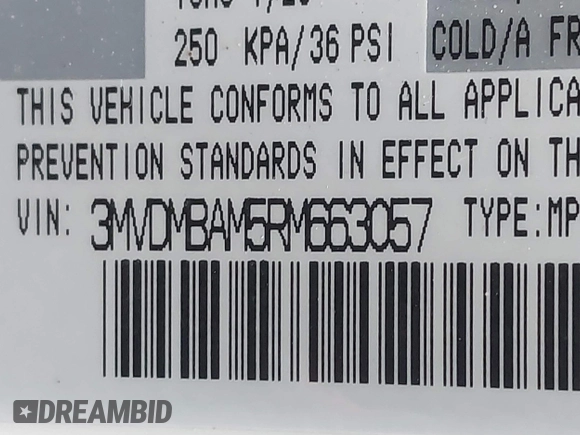 250 KPA/36 PSI COLD/A FR
THIS VEHICLE CONFORMS TO ALL APPLICA
PREVENTION STANDARDS IN EFFECT ON TH
VIN: 3MVDMBAM5RM663057 TYPE:MP
DREAMBID